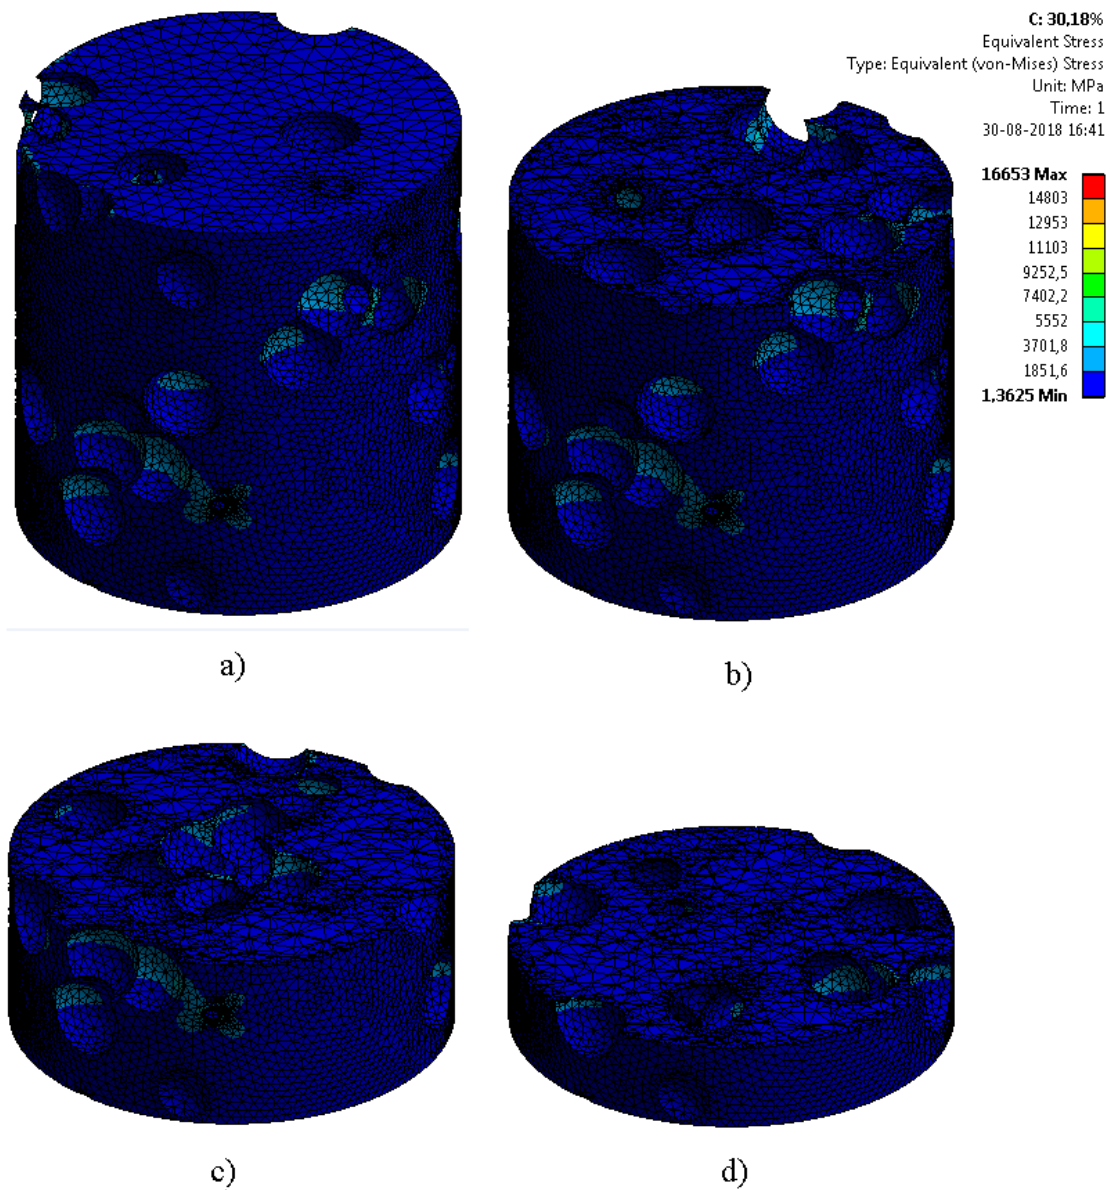 C: 30,18%
Equivalent Stress
Type: Equivalent (von-Mises) Stress
Unit: MPa
Time: 1
30-08-2018 16:41
16653 Max
14803
12953
11103
9252,5
7402,2
5552
3701,8
1851,6
1,3625 Min
a)
b)
c)
d)